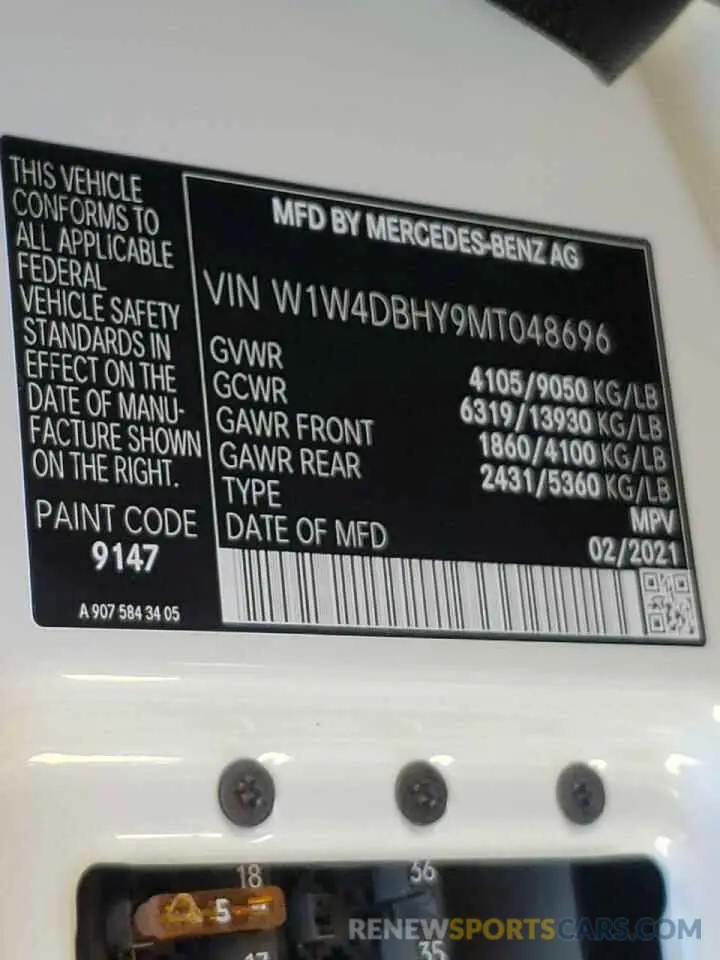 THIS VEHICLE
CONFORMS TO
ALL APPLICABLE
FEDERAL
VEHICLE SAFETY
STANDARDS IN
EFFECT ON THE
DATE OF MANU-
FACTURE SHOWN
ON THE RIGHT.
PAINT CODE
9147
A 907 584 34 05
MFD BY MERCEDES-BENZ AG
VIN W1W4DBHY9MT048696
GVWR 4105/9050 KG/LB
GCWR 6319/13930 KG/LB
GAWR FRONT 1860/4100 KG/LB
GAWR REAR 2431/5360 KG/LB
TYPE MPV
DATE OF MFD 02/2021
18 36
5
17 35
RENEWSPORTSCARS.COM